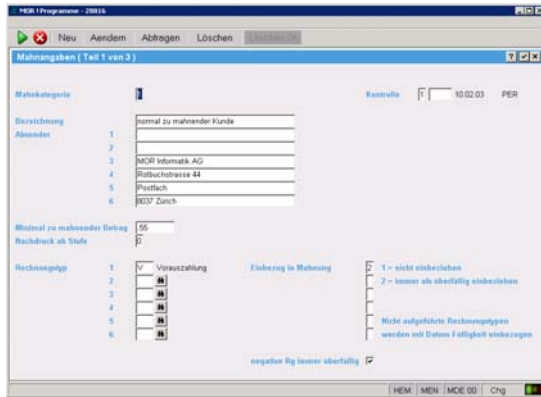 MOR ! Programme - 28816
Neu Aendern Abfragen Löschen
Mahnangaben ( Teil 1 von 3 )
Mahnkategorie Kontrolle 1 10.02.03 PER
Bezeichnung normal zu mahnender Kunde
Absender 1
2
3 MOR Informatik AG
4 Rotbuchstrasse 44
5 Postfach
6 8037 Zürich
Minimal zu mahnender Betrag .55
Nachdruck ab Stufe 0
Rechnungstyp 1 V Vorauszahlung Einbezug in Mahnung 2 1 = nicht einbeziehen
2 2 = immer als überfällig einbeziehen
3
4
5 Nicht aufgeführte Rechnungstypen
6 werden mit Datum Fälligkeit einbezogen
negative Rg immer überfällig
HEM MEN MDE 00 Chg